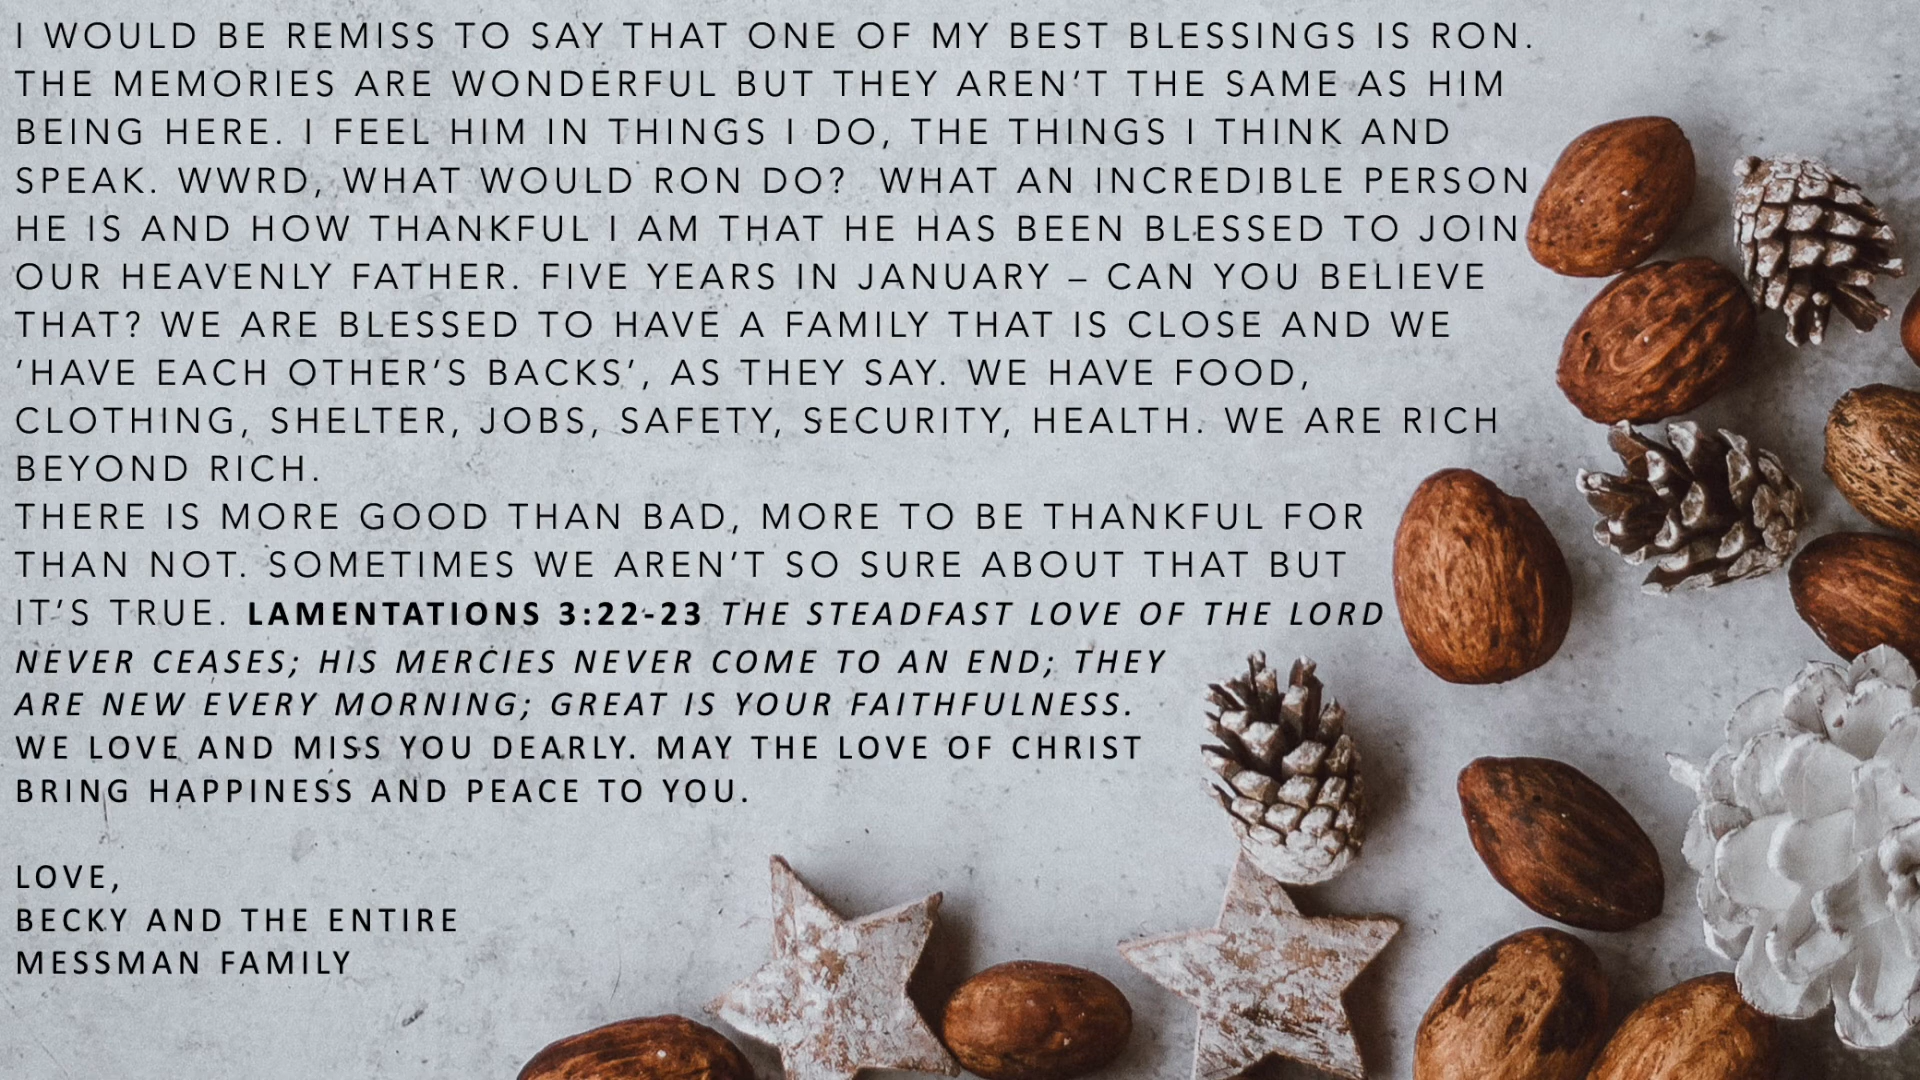 I WOULD BE REMISS TO SAY THAT ONE OF MY BEST BLESSINGS IS RON.
THE MEMORIES ARE WONDERFUL BUT THEY AREN’T THE SAME AS HIM
BEING HERE. I FEEL HIM IN THINGS I DO, THE THINGS I THINK AND
SPEAK. WWRD, WHAT WOULD RON DO?  WHAT AN INCREDIBLE PERSON
HE IS AND HOW THANKFUL I AM THAT HE HAS BEEN BLESSED TO JOIN
OUR HEAVENLY FATHER. FIVE YEARS IN JANUARY – CAN YOU BELIEVE
THAT? WE ARE BLESSED TO HAVE A FAMILY THAT IS CLOSE AND WE
‘HAVE EACH OTHER’S BACKS’, AS THEY SAY. WE HAVE FOOD,
CLOTHING, SHELTER, JOBS, SAFETY, SECURITY, HEALTH. WE ARE RICH
BEYOND RICH.
THERE IS MORE GOOD THAN BAD, MORE TO BE THANKFUL FOR
THAN NOT. SOMETIMES WE AREN’T SO SURE ABOUT THAT BUT
IT’S TRUE. LAMENTATIONS 3:22-23 THE STEADFAST LOVE OF THE LORD
NEVER CEASES; HIS MERCIES NEVER COME TO AN END; THEY
ARE NEW EVERY MORNING; GREAT IS YOUR FAITHFULNESS.
WE LOVE AND MISS YOU DEARLY. MAY THE LOVE OF CHRIST
BRING HAPPINESS AND PEACE TO YOU.
LOVE,
BECKY AND THE ENTIRE
MESSMAN FAMILY